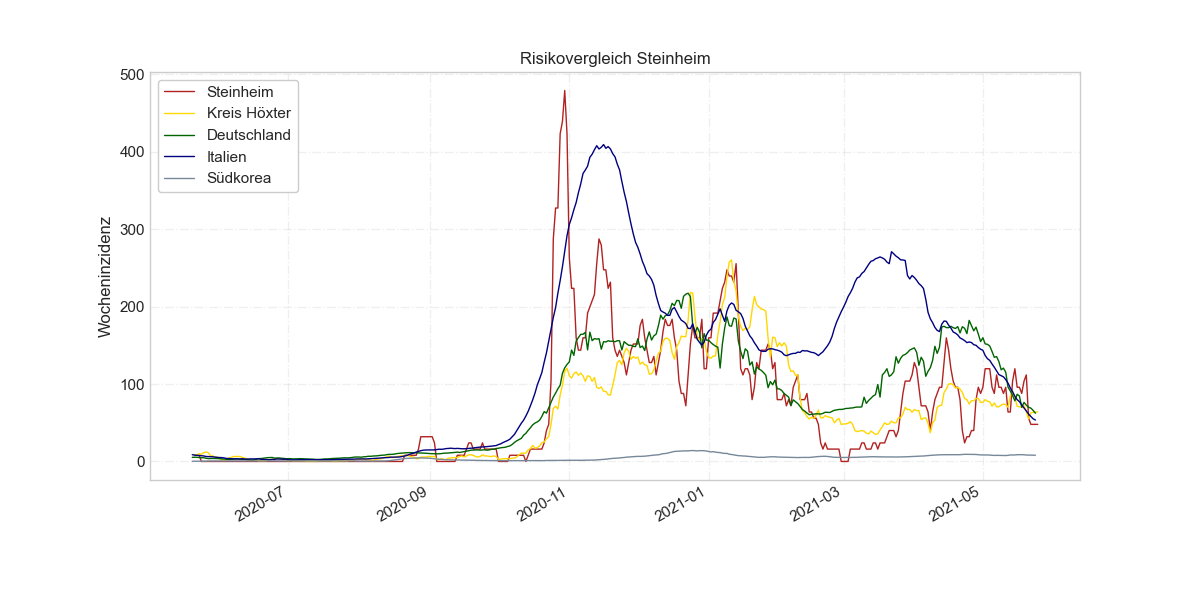 Risikovergleich Steinheim
Wocheninzidenz
500
400
300
200
100
0
Steinheim
Kreis Höxter
Deutschland
Italien
Südkorea
2020-07
2020-09
2020-11
2021-01
2021-03
2021-05